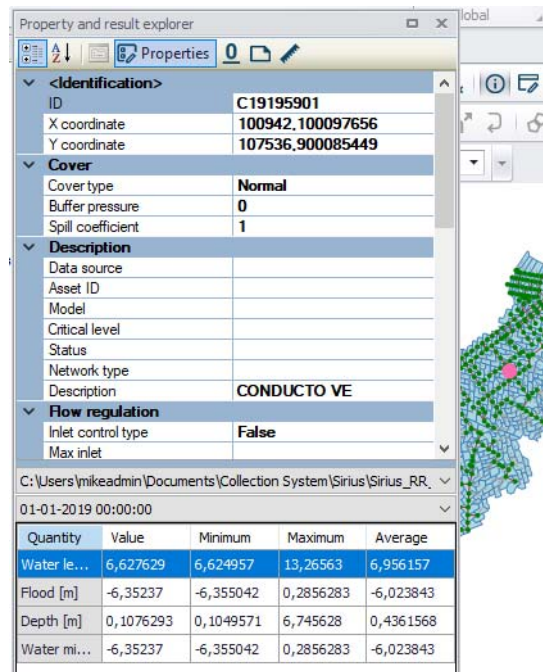 Property and result explorer
lobal
Properties
<Identification>
ID C19195901
X coordinate 100942,100097656
Y coordinate 107536,900085449
Cover
Cover type Normal
Buffer pressure 0
Spill coefficient 1
Description
Data source
Asset ID
Model
Critical level
Status
Network type
Description CONDUCTO VE
Flow regulation
Inlet control type False
Max inlet
C:\Users\mikeadmin\Documents\Collection System\Sirius\Sirius_RR_
01-01-2019 00:00:00
Quantity Value Minimum Maximum Average
Water le... 6,627629 6,624957 13,26563 6,956157
Flood [m] -6,35237 -6,355042 0,2856283 -6,023843
Depth [m] 0,1076293 0,1049571 6,745628 0,4361568
Water mi... -6,35237 -6,355042 0,2856283 -6,023843